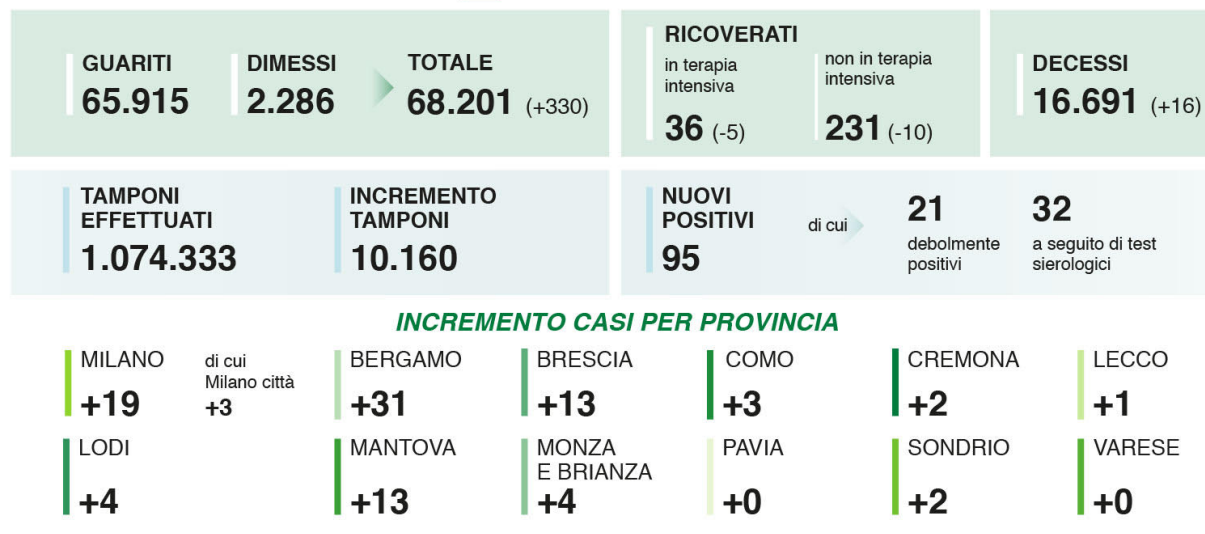 GUARITI
65.915
DIMESSI
2.286
TOTALE
68.201 (+330)
RICOVERATI
in terapia
intensiva
36 (-5)
non in terapia
intensiva
231 (-10)
DECESSI
16.691 (+16)
TAMPONI
EFFETTUATI
1.074.333
INCREMENTO
TAMPONI
10.160
NUOVI
POSITIVI
95
di cui
21
debolmente
positivi
32
a seguito di test
sierologici
INCREMENTO CASI PER PROVINCIA
MILANO
+19
di cui
Milano città
+3
BERGAMO
+31
BRESCIA
+13
COMO
+3
CREMONA
+2
LECCO
+1
LODI
+4
MANTOVA
+13
MONZA
E BRIANZA
+4
PAVIA
+0
SONDRIO
+2
VARESE
+0